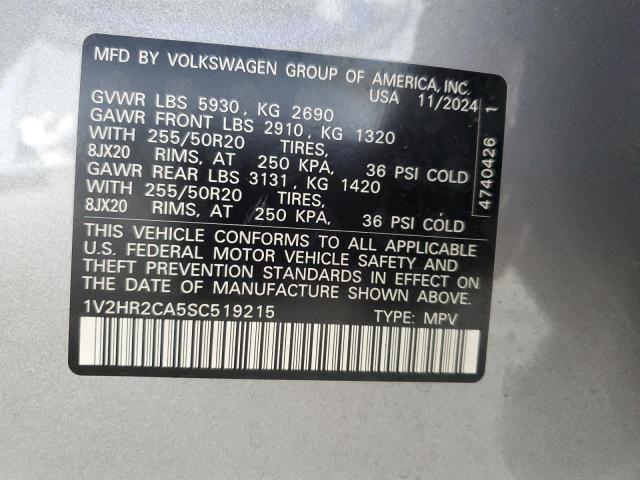 MFD BY VOLKSWAGEN GROUP OF AMERICA, INC.
USA 11/2024
GVWR LBS 5930, KG 2690
GAWR FRONT LBS 2910, KG 1320
WITH 255/50R20 TIRES,
8JX20 RIMS, AT 250 KPA, 36 PSI COLD
GAWR REAR LBS 3131, KG 1420
WITH 255/50R20 TIRES,
8JX20 RIMS, AT 250 KPA, 36 PSI COLD
THIS VEHICLE CONFORMS TO ALL APPLICABLE
U.S. FEDERAL MOTOR VEHICLE SAFETY AND
THEFT PREVENTION STANDARDS IN EFFECT ON
THE DATE OF MANUFACTURE SHOWN ABOVE.
1V2HR2CA5SC519215 TYPE: MPV
4740426 1